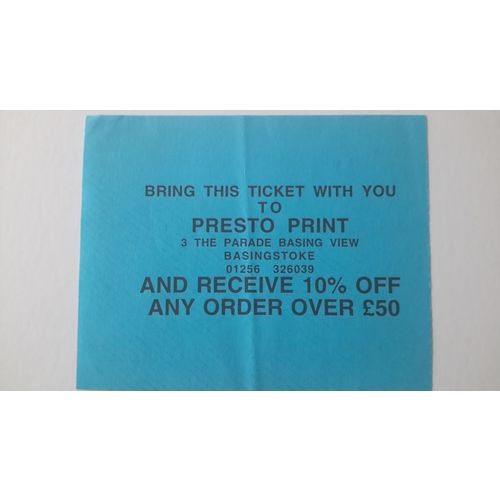 BRING THIS TICKET WITH YOU
TO
PRESTO PRINT
3 THE PARADE BASING VIEW
BASINGSTOKE
01256 326039
AND RECEIVE 10% OFF
ANY ORDER OVER £50